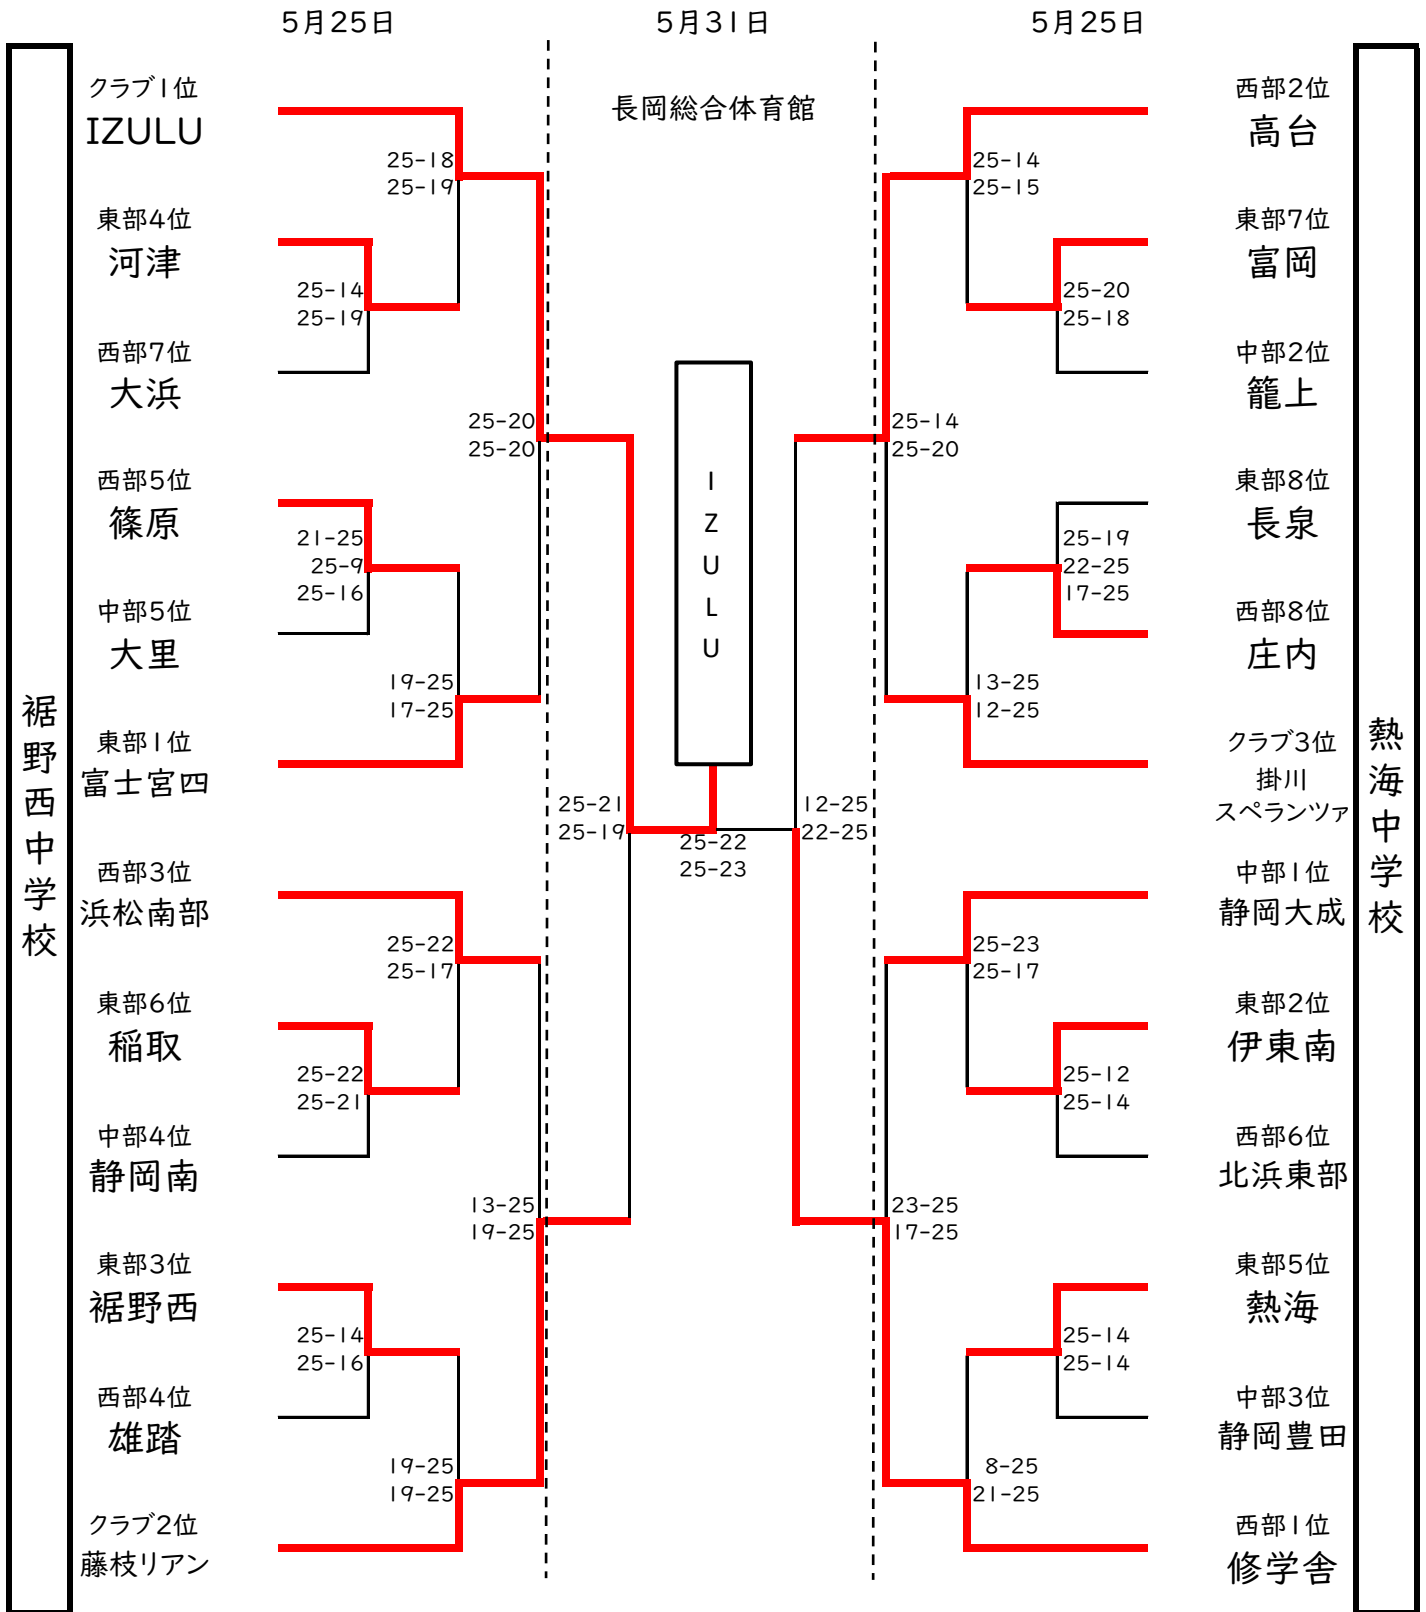 5月25日
5月31日
5月25日
長岡総合体育館
裾野西中学校
クラブ1位
IZULU
東部4位
河津
西部7位
大浜
西部5位
篠原
中部5位
大里
東部1位
富士宮四
西部3位
浜松南部
東部6位
稲取
中部4位
静岡南
東部3位
裾野西
西部4位
雄踏
クラブ2位
藤枝リアン
25-18
25-19
25-14
25-19
25-20
25-20
21-25
25-9
25-16
19-25
17-25
25-21
25-19
25-22
25-17
25-22
25-21
13-25
19-25
25-14
25-16
19-25
19-25
IZULU
25-22
25-23
25-14
25-15
25-20
25-18
25-14
25-20
25-19
22-25
17-25
13-25
12-25
12-25
22-25
25-23
25-17
25-12
25-14
23-25
17-25
25-14
25-14
8-25
21-25
西部2位
高台
東部7位
富岡
中部2位
籠上
東部8位
長泉
西部8位
庄内
クラブ3位
掛川
スペランツァ
中部1位
静岡大成
東部2位
伊東南
西部6位
北浜東部
東部5位
熱海
中部3位
静岡豊田
西部1位
修学舎
熱海中学校